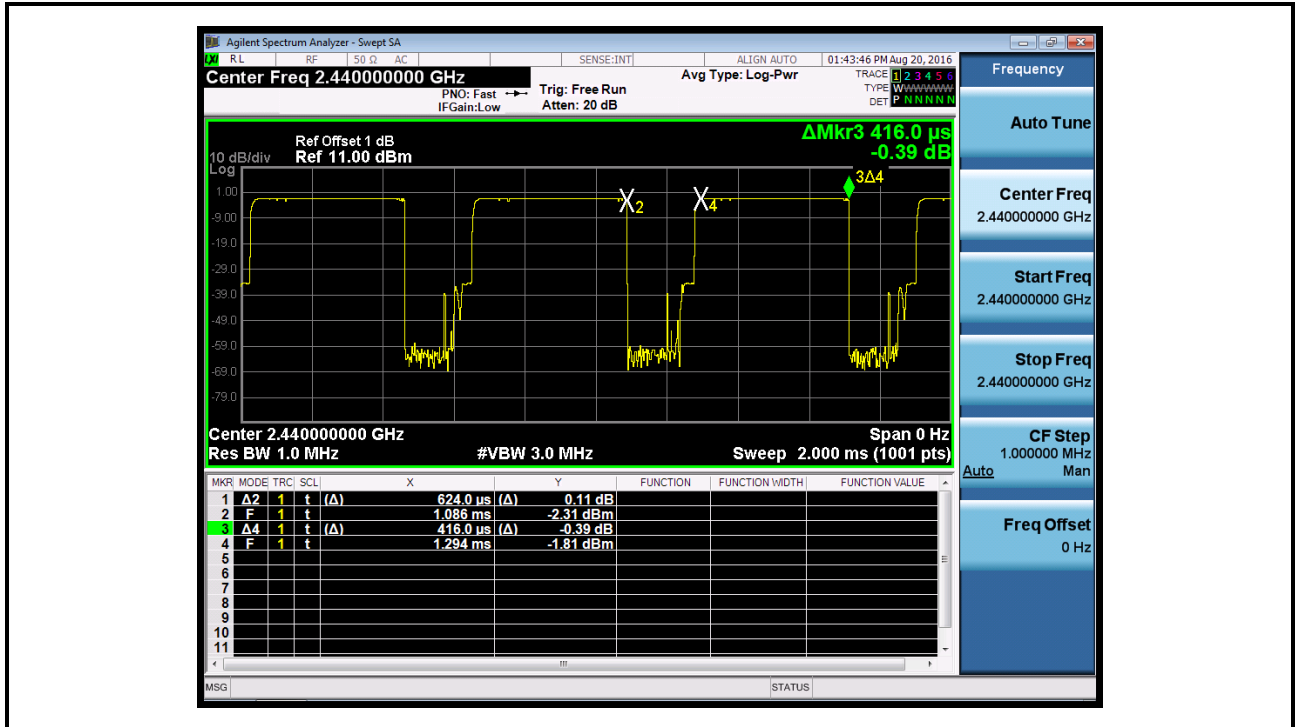 Agilent Spectrum Analyzer - Swept SA
LXI RL RF 50 Ω AC SENSE:INT ALIGN AUTO 01:43:46 PM Aug 20, 2016
Center Freq 2.440000000 GHz
PNO: Fast
IFGain:Low
Trig: Free Run
Atten: 20 dB
Avg Type: Log-Pwr
TRACE 1 2 3 4 5 6
TYPE WWWWWW
DET P N N N N N
ΔMkr3 416.0 µs
-0.39 dB
Ref Offset 1 dB
10 dB/div Ref 11.00 dBm
Log
1.00
-9.00
-19.0
-29.0
-39.0
-49.0
-59.0
-69.0
-79.0
X2
X4
3Δ4
Center 2.440000000 GHz Span 0 Hz
Res BW 1.0 MHz #VBW 3.0 MHz Sweep 2.000 ms (1001 pts)
MKR MODE TRC SCL X Y FUNCTION FUNCTION WIDTH FUNCTION VALUE
1 Δ2 1 t (Δ) 624.0 µs (Δ) 0.11 dB
2 F 1 t 1.086 ms -2.31 dBm
3 Δ4 1 t (Δ) 416.0 µs (Δ) -0.39 dB
4 F 1 t 1.294 ms -1.81 dBm
5
6
7
8
9
10
11
MSG STATUS
Frequency
Auto Tune
Center Freq
2.440000000 GHz
Start Freq
2.440000000 GHz
Stop Freq
2.440000000 GHz
CF Step
1.000000 MHz
Auto Man
Freq Offset
0 Hz